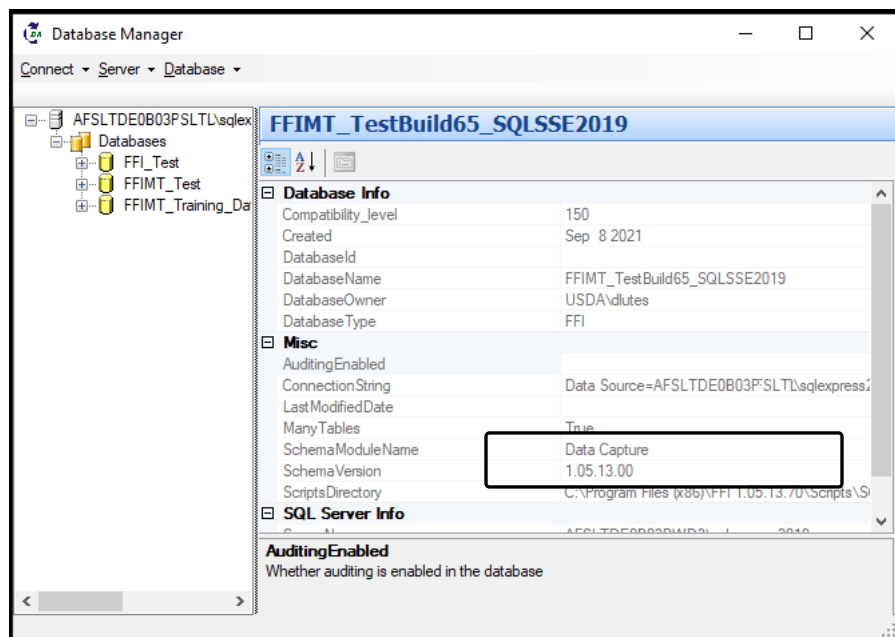 Database Manager
Connect Server Database
AFSLTDE0B03PSLTL\sqlex
Databases
FFI_Test
FFIMT_Test
FFIMT_Training_Da
FFIMT_TestBuild65_SQLSSE2019
Database Info
Compatibility_level 150
Created Sep 8 2021
DatabaseId
DatabaseName FFIMT_TestBuild65_SQLSSE2019
DatabaseOwner USDA\dlutes
DatabaseType FFI
Misc
AuditingEnabled
ConnectionString Data Source=AFSLTDE0B03PSLTL\sqlexpress2
LastModifiedDate
ManyTables True
SchemaModuleName Data Capture
SchemaVersion 1.05.13.00
ScriptsDirectory C:\Program Files (x86)\FFI 1.05.13.70\Scripts\S
SQL Server Info
AuditingEnabled
Whether auditing is enabled in the database